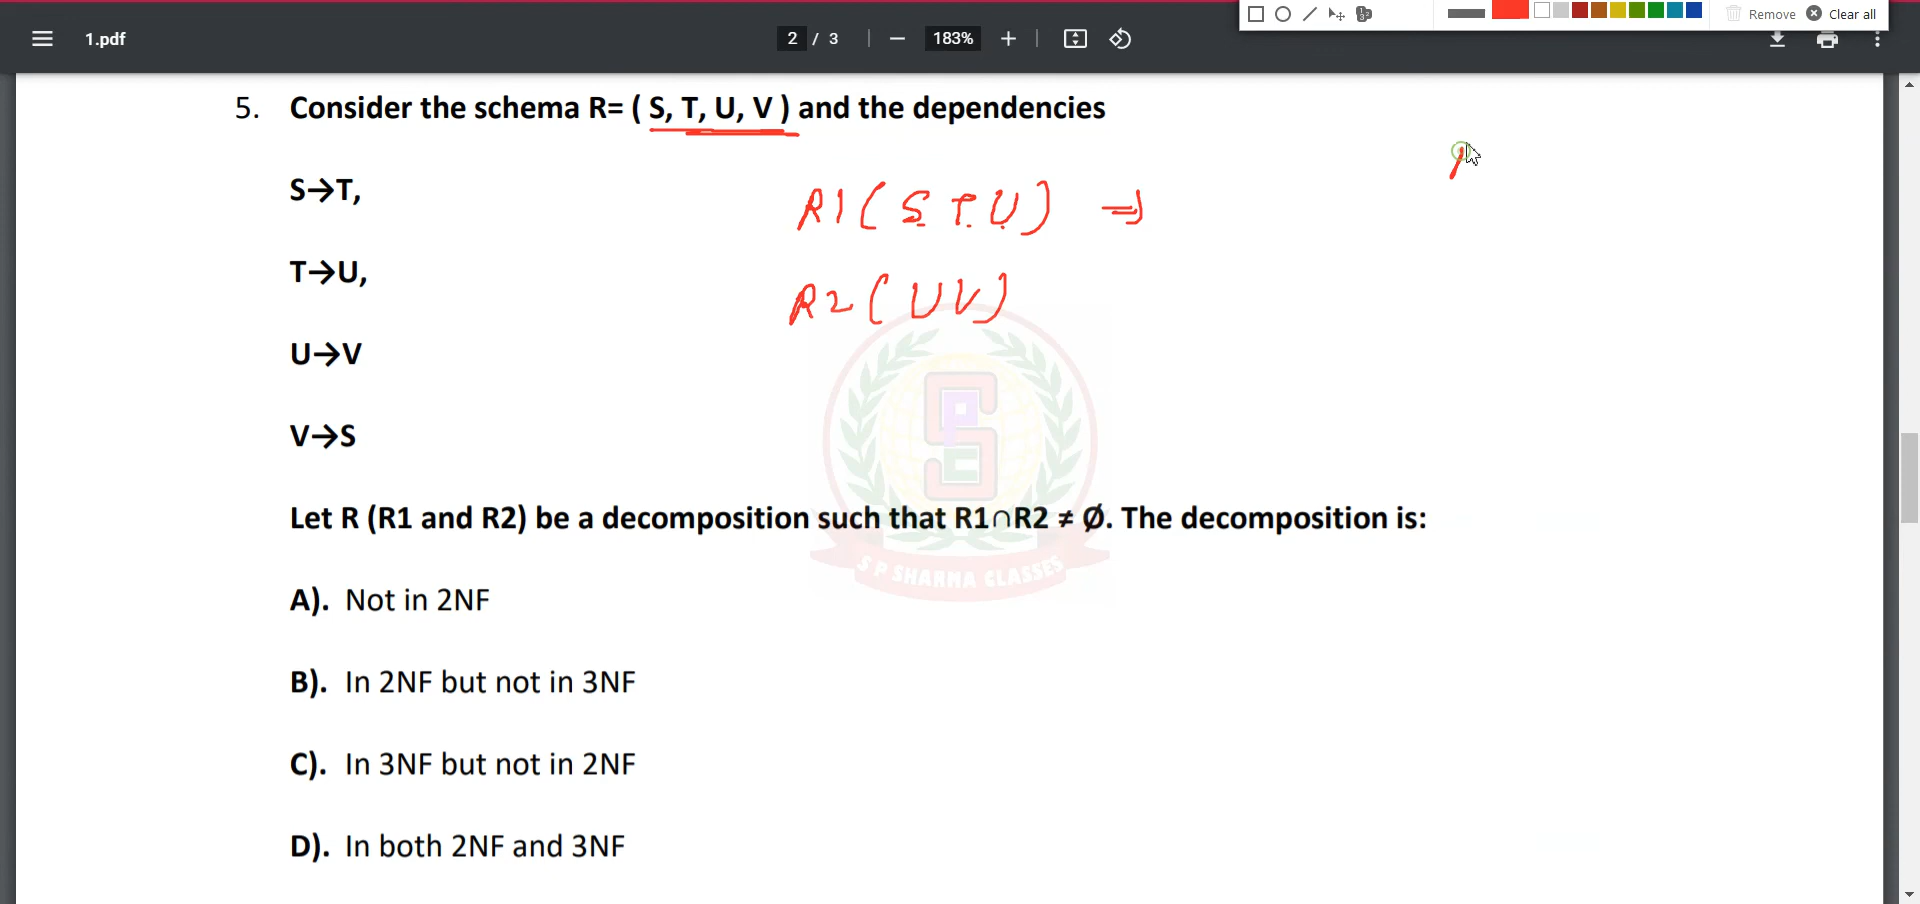 1.pdf
2 / 3
183%
Remove
Clear all
5. Consider the schema R= ( S, T, U, V ) and the dependencies
S→T,
R1 ( S T U ) ⇒
T→U,
R2 ( U V )
U→V
V→S
Let R (R1 and R2) be a decomposition such that R1∩R2 ≠ Ø. The decomposition is:
S P SHARMA CLASSES
A). Not in 2NF
B). In 2NF but not in 3NF
C). In 3NF but not in 2NF
D). In both 2NF and 3NF